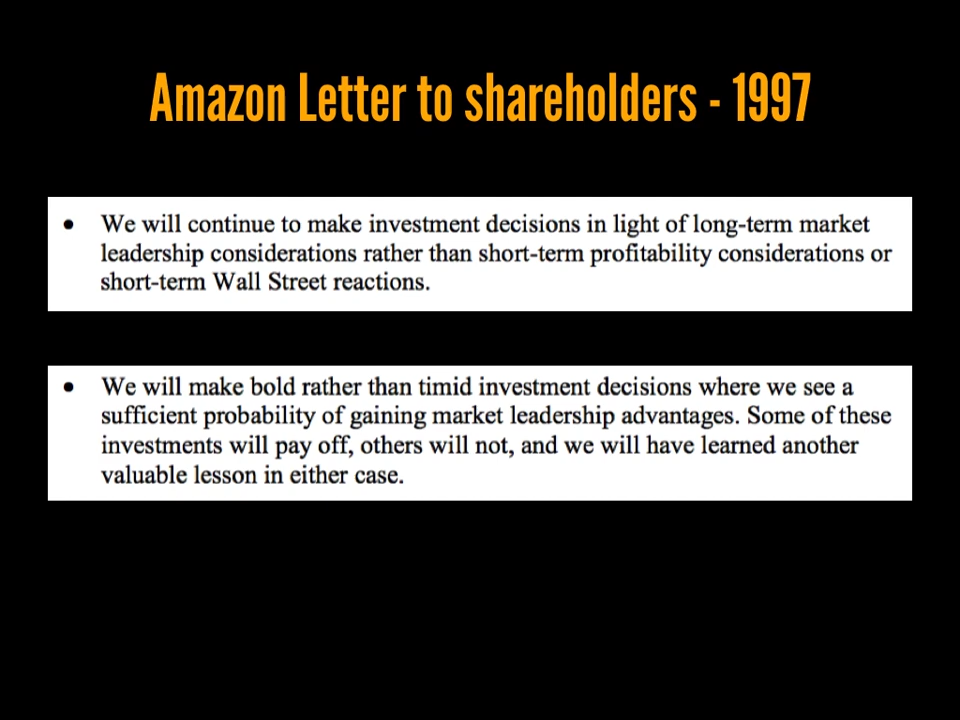 Amazon Letter to shareholders - 1997
• We will continue to make investment decisions in light of long-term market
leadership considerations rather than short-term profitability considerations or
short-term Wall Street reactions.
• We will make bold rather than timid investment decisions where we see a
sufficient probability of gaining market leadership advantages. Some of these
investments will pay off, others will not, and we will have learned another
valuable lesson in either case.